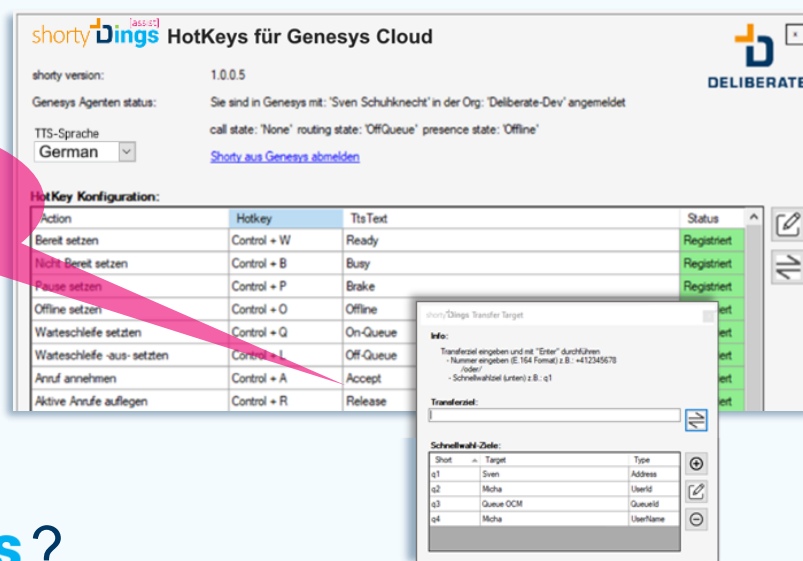 shorty Dings [assist] HotKeys für Genesys Cloud
DELIBERATE
shorty version: 1.0.0.5
Genesys Agenten status: Sie sind in Genesys mit: 'Sven Schuhknecht' in der Org: 'Deliberate-Dev' angemeldet
call state: 'None' routing state: 'OffQueue' presence state: 'Offline'
TTS-Sprache
German
Shorty aus Genesys abmelden
HotKey Konfiguration:
Action Hotkey TtsText Status
Bereit setzen Control + W Ready Registriert
Nicht Bereit setzen Control + B Busy Registriert
Pause setzen Control + P Brake Registriert
Offline setzen Control + O Offline
Warteschleife setzten Control + Q On-Queue
Warteschleife -aus- setzten Control + L Off-Queue
Anruf annehmen Control + A Accept
Aktive Anrufe auflegen Control + R Release
shorty Dings Transfer Target
Info:
Transferziel eingeben und mit "Enter" durchführen
- Nummer eingeben (E.164 Format) z.B.: +412345678
/oder/
- Schnellwahlziel (unten) z.B.: q1
Transferziel:
Schnellwahl-Ziele:
Short Target Type
q1 Sven Address
q2 Micha UserId
q3 Queue OCM QueueId
q4 Micha UserName
s ?